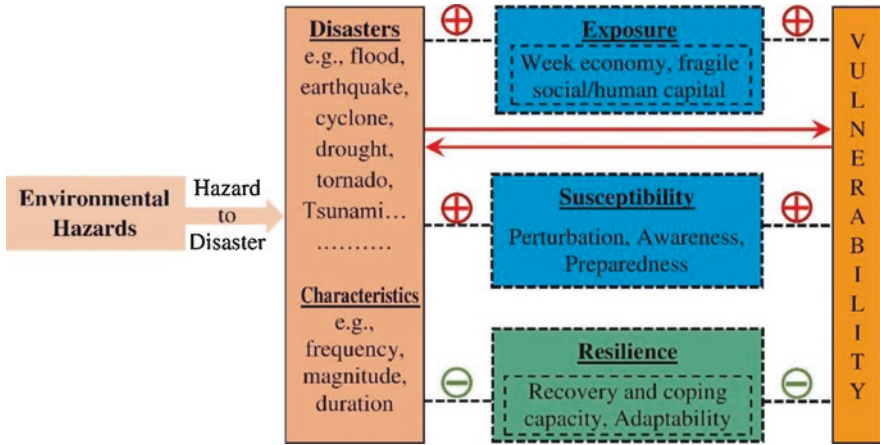 Environmental
Hazards
Hazard
to
Disaster
Disasters
e.g., flood,
earthquake,
cyclone,
drought,
tornado,
Tsunami…
……….
Characteristics
e.g.,
frequency,
magnitude,
duration
Exposure
Week economy, fragile
social/human capital
Susceptibility
Perturbation, Awareness,
Preparedness
Resilience
Recovery and coping
capacity, Adaptability
VULNERABILITY